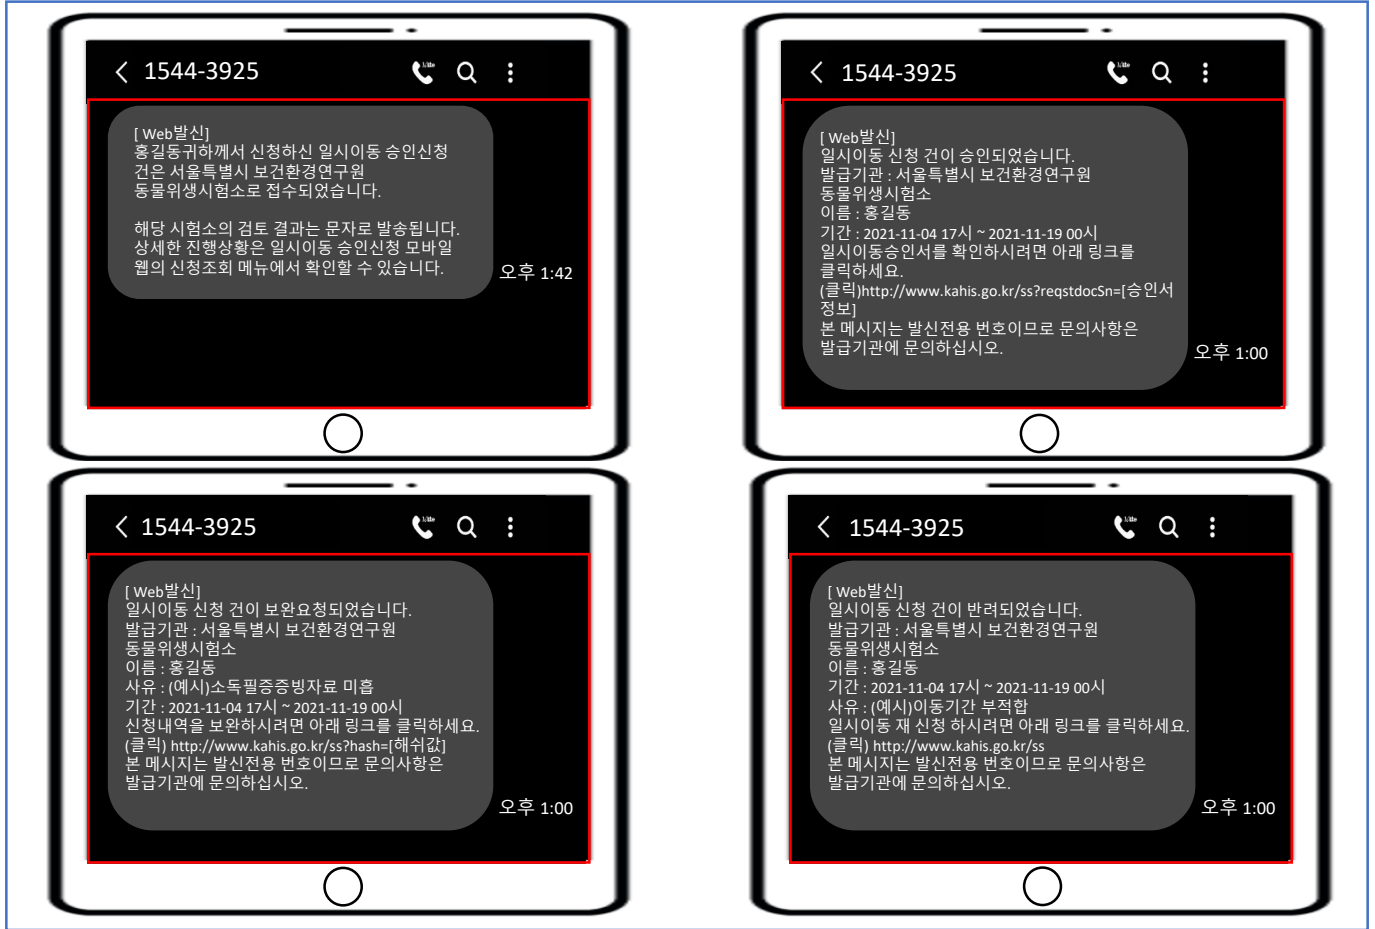 1544-3925
[ Web발신]
홍길동귀하께서 신청하신 일시이동 승인신청
건은 서울특별시 보건환경연구원
동물위생시험소로 접수되었습니다.
해당 시험소의 검토 결과는 문자로 발송됩니다.
상세한 진행상황은 일시이동 승인신청 모바일
웹의 신청조회 메뉴에서 확인할 수 있습니다.
오후 1:42
1544-3925
[ Web발신]
일시이동 신청 건이 승인되었습니다.
발급기관 : 서울특별시 보건환경연구원
동물위생시험소
이름 : 홍길동
기간 : 2021-11-04 17시 ~ 2021-11-19 00시
일시이동승인서를 확인하시려면 아래 링크를
클릭하세요.
(클릭)http://www.kahis.go.kr/ss?reqstdocSn=[승인서
정보]
본 메시지는 발신전용 번호이므로 문의사항은
발급기관에 문의하십시오.
오후 1:00
1544-3925
[ Web발신]
일시이동 신청 건이 보완요청되었습니다.
발급기관 : 서울특별시 보건환경연구원
동물위생시험소
이름 : 홍길동
사유 : (예시)소독필증증빙자료 미흡
기간 : 2021-11-04 17시 ~ 2021-11-19 00시
신청내역을 보완하시려면 아래 링크를 클릭하세요.
(클릭) http://www.kahis.go.kr/ss?hash=[해쉬값]
본 메시지는 발신전용 번호이므로 문의사항은
발급기관에 문의하십시오.
오후 1:00
1544-3925
[ Web발신]
일시이동 신청 건이 반려되었습니다.
발급기관 : 서울특별시 보건환경연구원
동물위생시험소
이름 : 홍길동
기간 : 2021-11-04 17시 ~ 2021-11-19 00시
사유 : (예시)이동기간 부적합
일시이동 재 신청 하시려면 아래 링크를 클릭하세요.
(클릭) http://www.kahis.go.kr/ss
본 메시지는 발신전용 번호이므로 문의사항은
발급기관에 문의하십시오.
오후 1:00